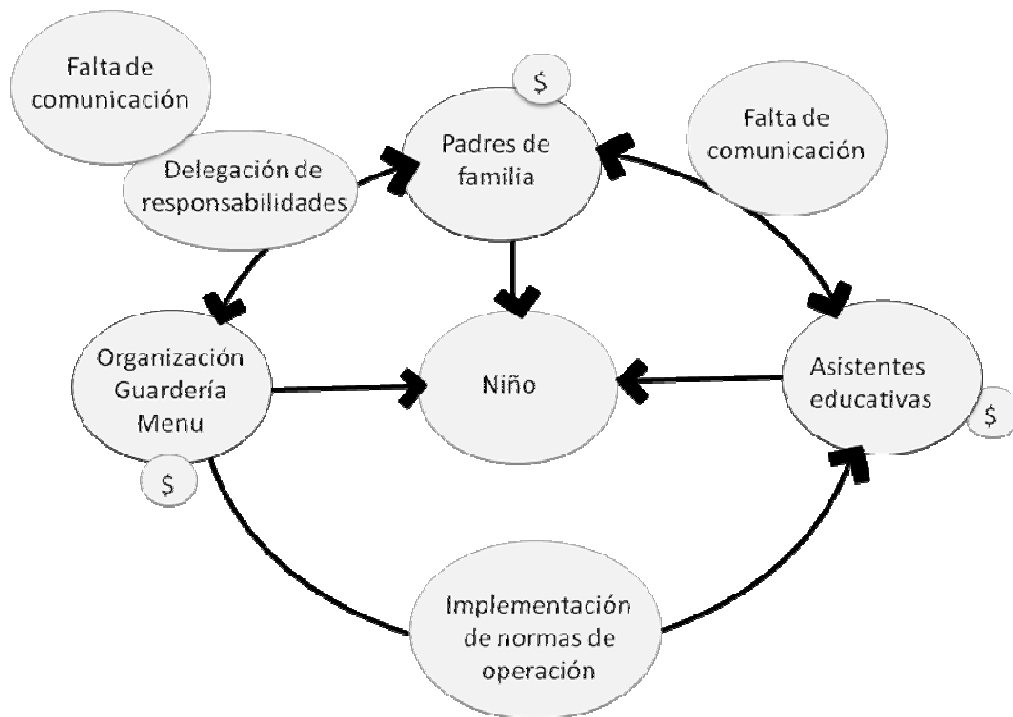 Falta de
comunicación
Delegación de
responsabilidades
$
Padres de
familia
Falta de
comunicación
Organización
Guardería
Menu
$
Niño
Asistentes
educativas
$
Implementación
de normas de
operación